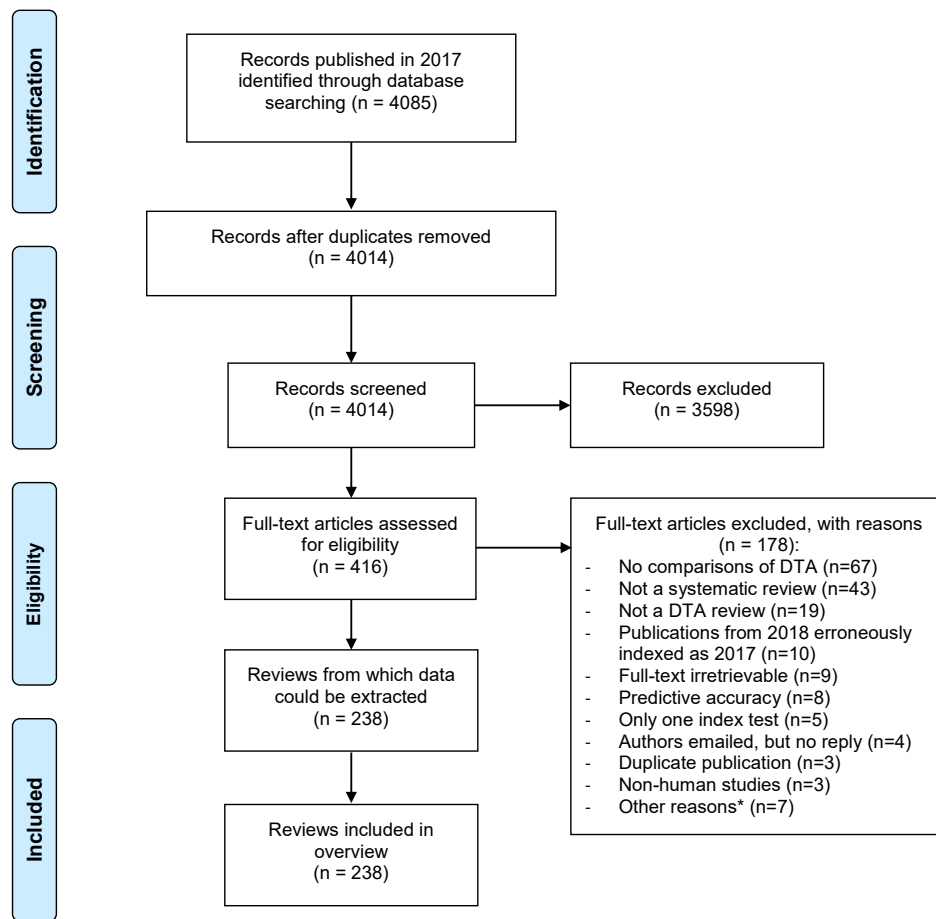 Identification
Records published in 2017
identified through database
searching (n = 4085)
Records after duplicates removed
(n = 4014)
Screening
Records screened
(n = 4014)
Records excluded
(n = 3598)
Eligibility
Full-text articles assessed
for eligibility
(n = 416)
Full-text articles excluded, with reasons
(n = 178):
- No comparisons of DTA (n=67)
- Not a systematic review (n=43)
- Not a DTA review (n=19)
- Publications from 2018 erroneously
indexed as 2017 (n=10)
- Full-text irretrievable (n=9)
- Predictive accuracy (n=8)
- Only one index test (n=5)
- Authors emailed, but no reply (n=4)
- Duplicate publication (n=3)
- Non-human studies (n=3)
- Other reasons* (n=7)
Reviews from which data
could be extracted
(n = 238)
Included
Reviews included in
overview
(n = 238)